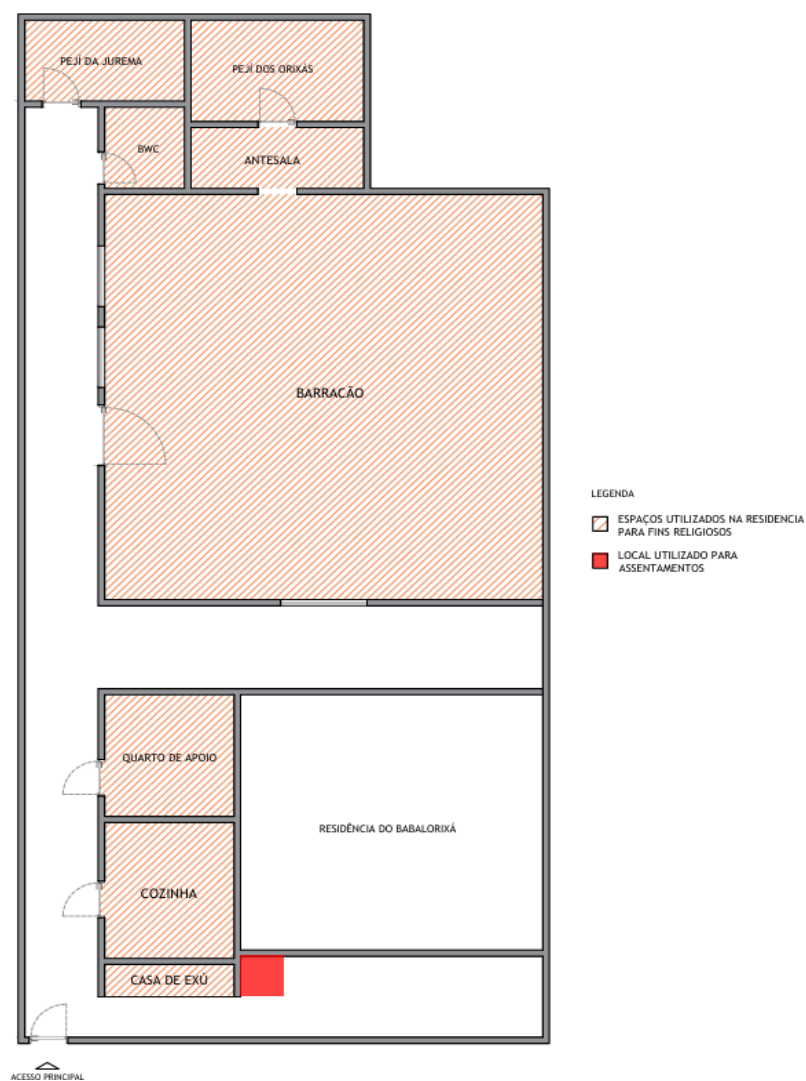 PEJÍ DA JUREMA
PEJÍ DOS ORIXÁS
BWC
ANTESALA
BARRACÃO
LEGENDA
ESPAÇOS UTILIZADOS NA RESIDENCIA
PARA FINS RELIGIOSOS
LOCAL UTILIZADO PARA
ASSENTAMENTOS
QUARTO DE APOIO
RESIDÊNCIA DO BABALORIXÁ
COZINHA
CASA DE EXÚ
ACESSO PRINCIPAL